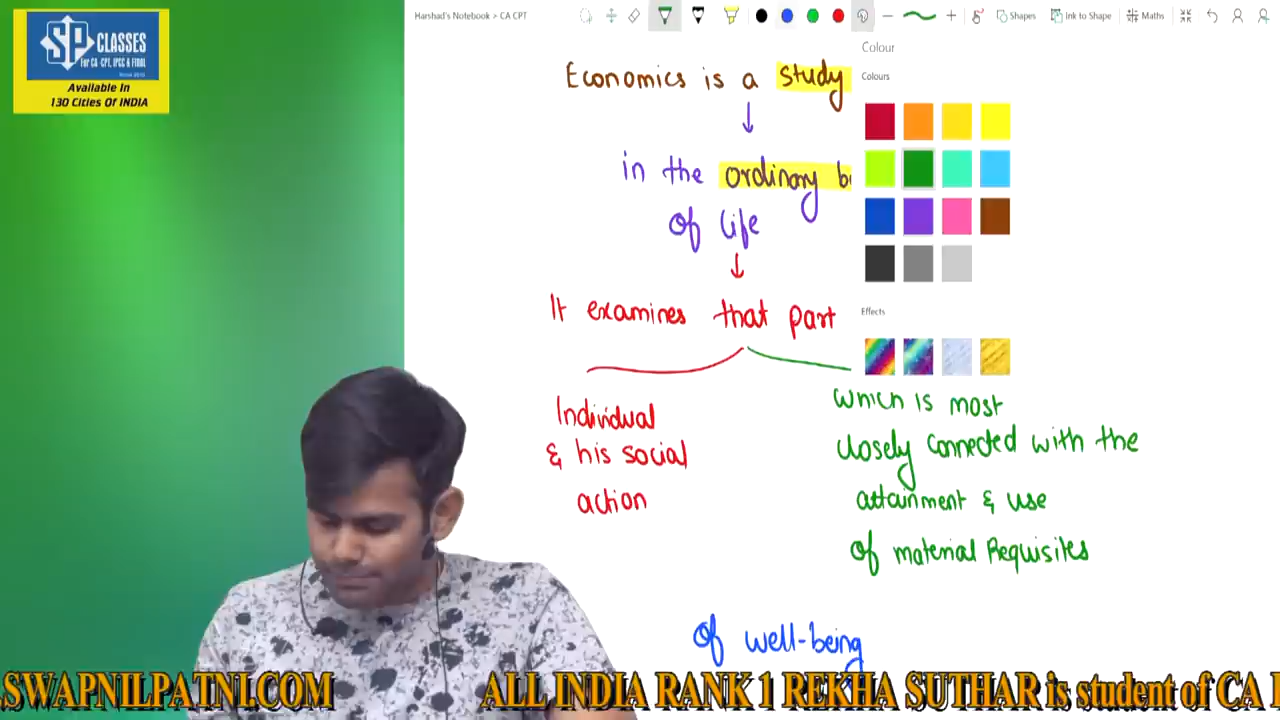 SP CLASSES
For CA -CPT, IPCC & FINAL
Since 2010
Available In
130 Cities Of INDIA
Harshad's Notebook > CA CPT
Shapes
Ink to Shape
Maths
Colour
Colours
Effects
Economics is a study
in the ordinary
of life
It examines that part
Individual
& his social
action
which is most
closely connected with the
attainment & use
of material Requisites
of well-being
SWAPNILPATNI.COM ALL INDIA RANK 1 REKHA SUTHAR is student of CA